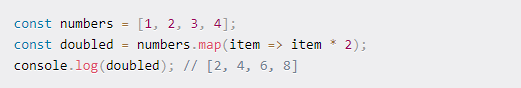 const numbers = [1, 2, 3, 4];
const doubled = numbers.map(item => item * 2);
console.log(doubled); // [2, 4, 6, 8]